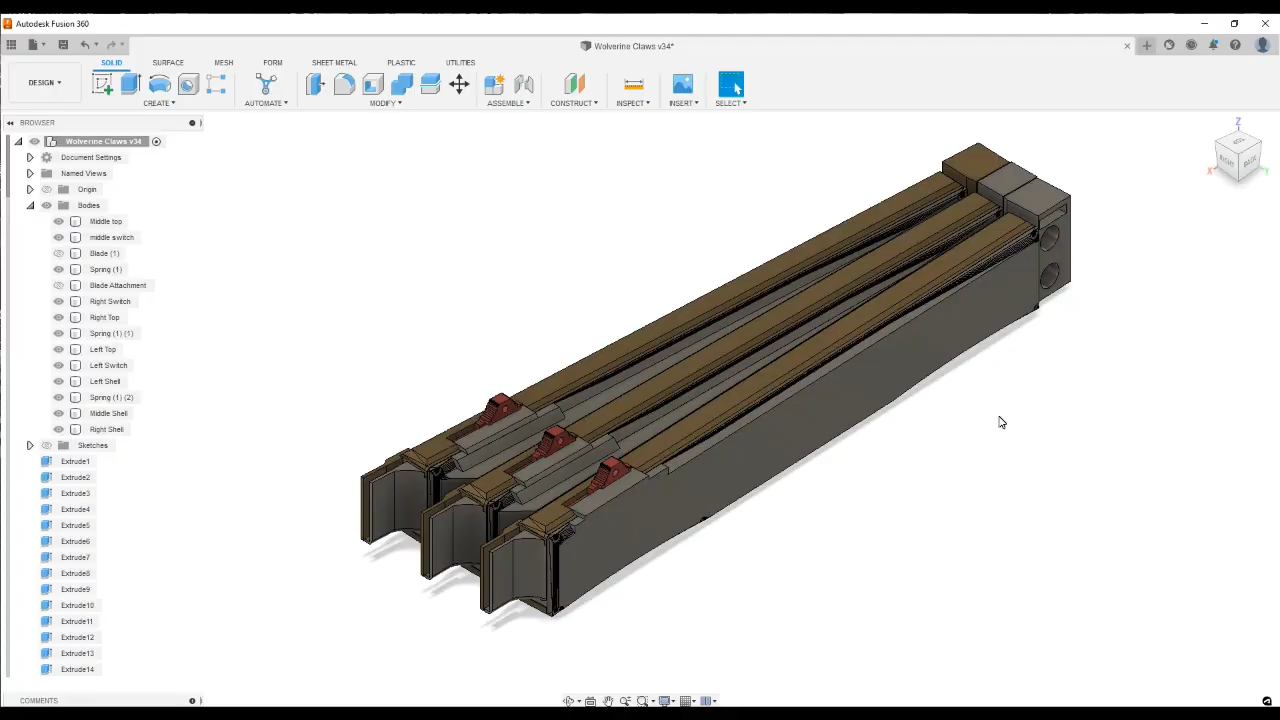 Autodesk Fusion 360
Wolverine Claws v34*
DESIGN
SOLID
SURFACE
MESH
FORM
SHEET METAL
PLASTIC
UTILITIES
CREATE
AUTOMATE
MODIFY
ASSEMBLE
CONSTRUCT
INSPECT
INSERT
SELECT
BROWSER
Wolverine Claws v34
Document Settings
Named Views
Origin
Bodies
Middle top
middle switch
Blade (1)
Spring (1)
Blade Attachment
Right Switch
Right Top
Spring (1) (1)
Left Top
Left Switch
Left Shell
Spring (1) (2)
Middle Shell
Right Shell
Sketches
Extrude1
Extrude2
Extrude3
Extrude4
Extrude5
Extrude6
Extrude7
Extrude8
Extrude9
Extrude10
Extrude11
Extrude12
Extrude13
Extrude14
Z
RIGHT
BACK
X
Y
COMMENTS